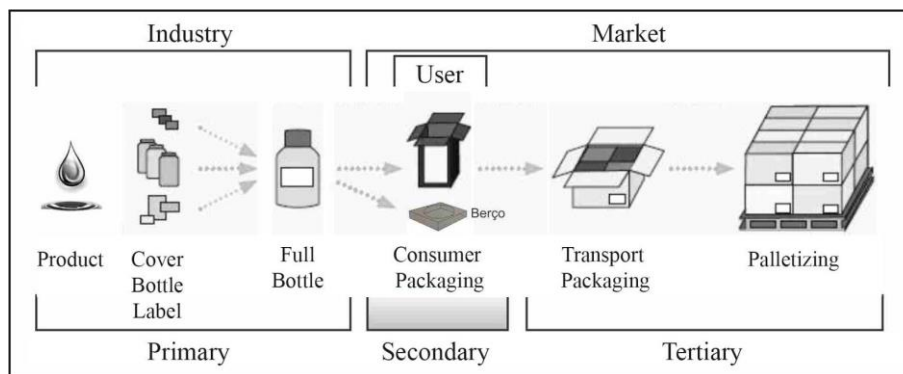 Industry
Market
User
Berço
Product
Cover
Bottle
Label
Full
Bottle
Consumer
Packaging
Transport
Packaging
Palletizing
Primary
Secondary
Tertiary